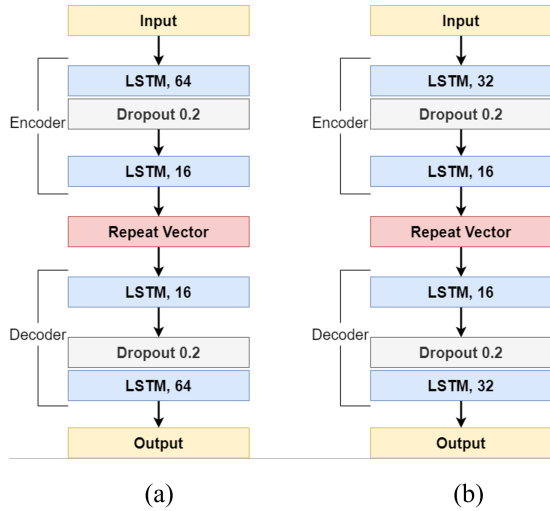 Input
LSTM, 64
Dropout 0.2
Encoder
LSTM, 16
Repeat Vector
LSTM, 16
Decoder
Dropout 0.2
LSTM, 64
Output
(a)
Input
LSTM, 32
Dropout 0.2
Encoder
LSTM, 16
Repeat Vector
LSTM, 16
Decoder
Dropout 0.2
LSTM, 32
Output
(b)